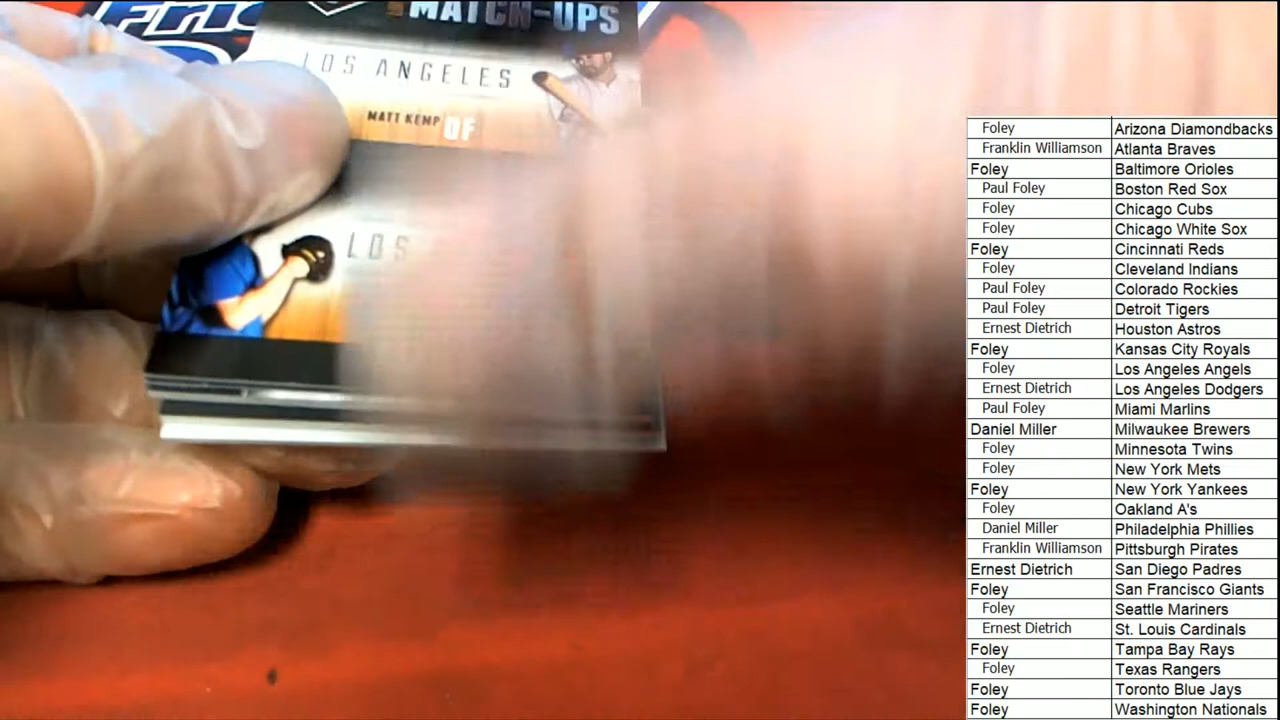 FRIS
MATCH-UPS
LOS ANGELES
MATT KEMP OF
LOS
Foley Arizona Diamondbacks
Franklin Williamson Atlanta Braves
Foley Baltimore Orioles
Paul Foley Boston Red Sox
Foley Chicago Cubs
Foley Chicago White Sox
Foley Cincinnati Reds
Foley Cleveland Indians
Paul Foley Colorado Rockies
Paul Foley Detroit Tigers
Ernest Dietrich Houston Astros
Foley Kansas City Royals
Foley Los Angeles Angels
Ernest Dietrich Los Angeles Dodgers
Paul Foley Miami Marlins
Daniel Miller Milwaukee Brewers
Foley Minnesota Twins
Foley New York Mets
Foley New York Yankees
Foley Oakland A's
Daniel Miller Philadelphia Phillies
Franklin Williamson Pittsburgh Pirates
Ernest Dietrich San Diego Padres
Foley San Francisco Giants
Foley Seattle Mariners
Ernest Dietrich St. Louis Cardinals
Foley Tampa Bay Rays
Foley Texas Rangers
Foley Toronto Blue Jays
Foley Washington Nationals